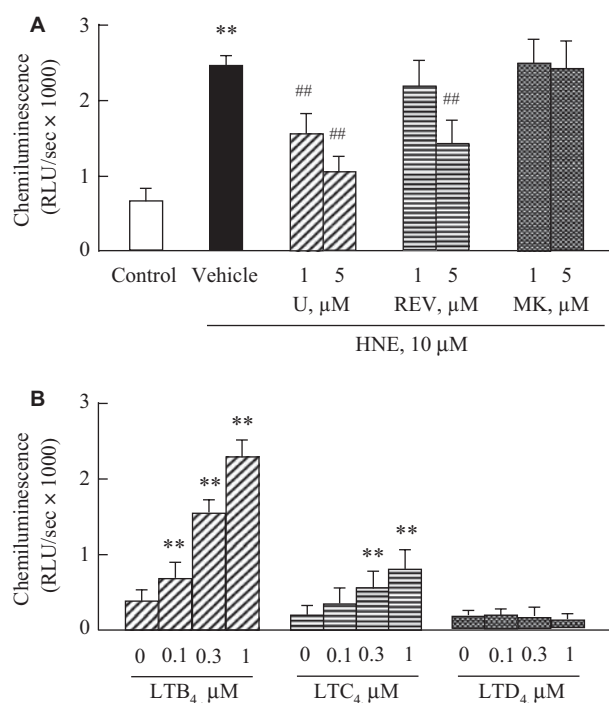 A
Chemiluminescence
(RLU/sec × 1000)
3
2
1
0
**
##
##
##
Control Vehicle 1 5 1 5 1 5
U, µM REV, µM MK, µM
HNE, 10 µM
B
Chemiluminescence
(RLU/sec × 1000)
3
2
1
0
**
**
**
**
**
0 0.1 0.3 1 0 0.1 0.3 1 0 0.1 0.3 1
LTB4, µM LTC4 µM LTD4 µM